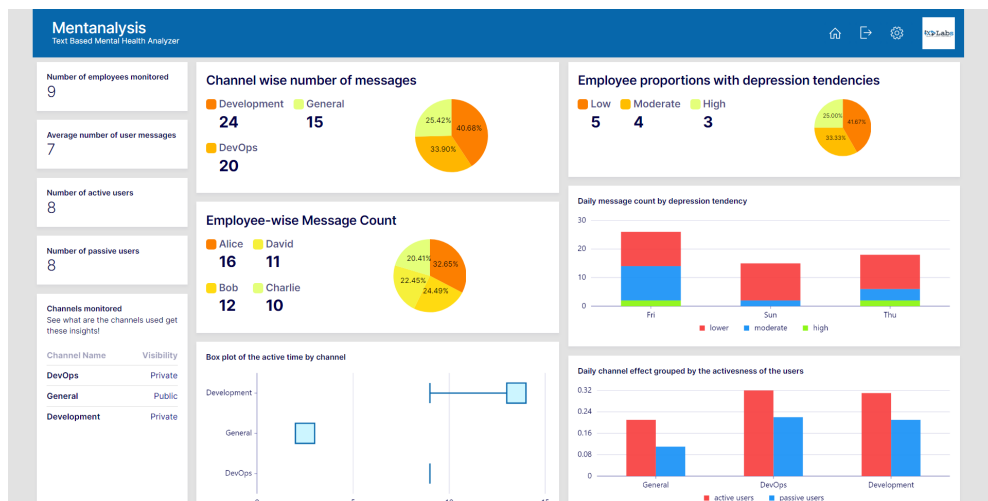 Mentanalysis
Text Based Mental Health Analyzer
Number of employees monitored
9
Average number of user messages
7
Number of active users
8
Number of passive users
8
Channels monitored
See what are the channels used get
these insights!
Channel Name Visibility
DevOps Private
General Public
Development Private
Channel wise number of messages
Development General
24 15
DevOps
20
25.42%
40.68%
33.90%
Employee-wise Message Count
Alice David
16 11
Bob Charlie
12 10
20.41%
32.65%
22.45%
24.49%
Box plot of the active time by channel
Development
General
DevOps
0 5 10 15
Employee proportions with depression tendencies
Low Moderate High
5 4 3
25.00%
41.67%
33.33%
Daily message count by depression tendency
30
20
10
0
Fri Sun Thu
lower moderate high
Daily channel effect grouped by the activesness of the users
0.32
0.24
0.16
0.08
0
General DevOps Development
active users passive users